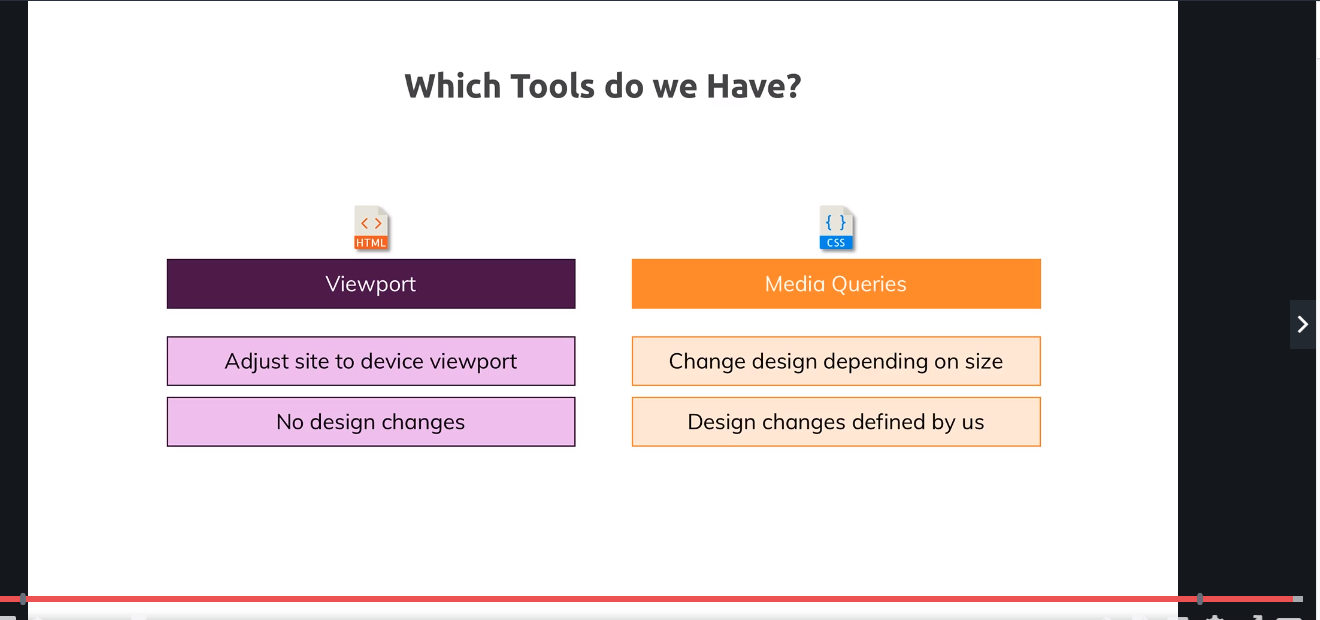 Which Tools do we Have?
< >
HTML
{ }
CSS
Viewport
Media Queries
Adjust site to device viewport
Change design depending on size
No design changes
Design changes defined by us